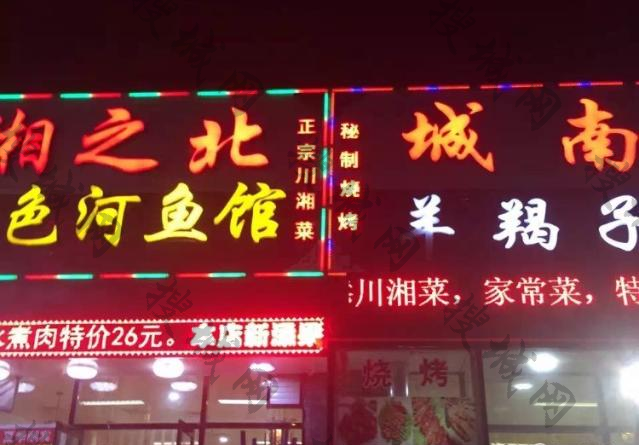 湘之北
色河鱼馆
正宗川湘菜
秘制烧烤
城南
羊羯子
川湘菜，家常菜，特
水煮肉特价26元。本店新添
烧烤